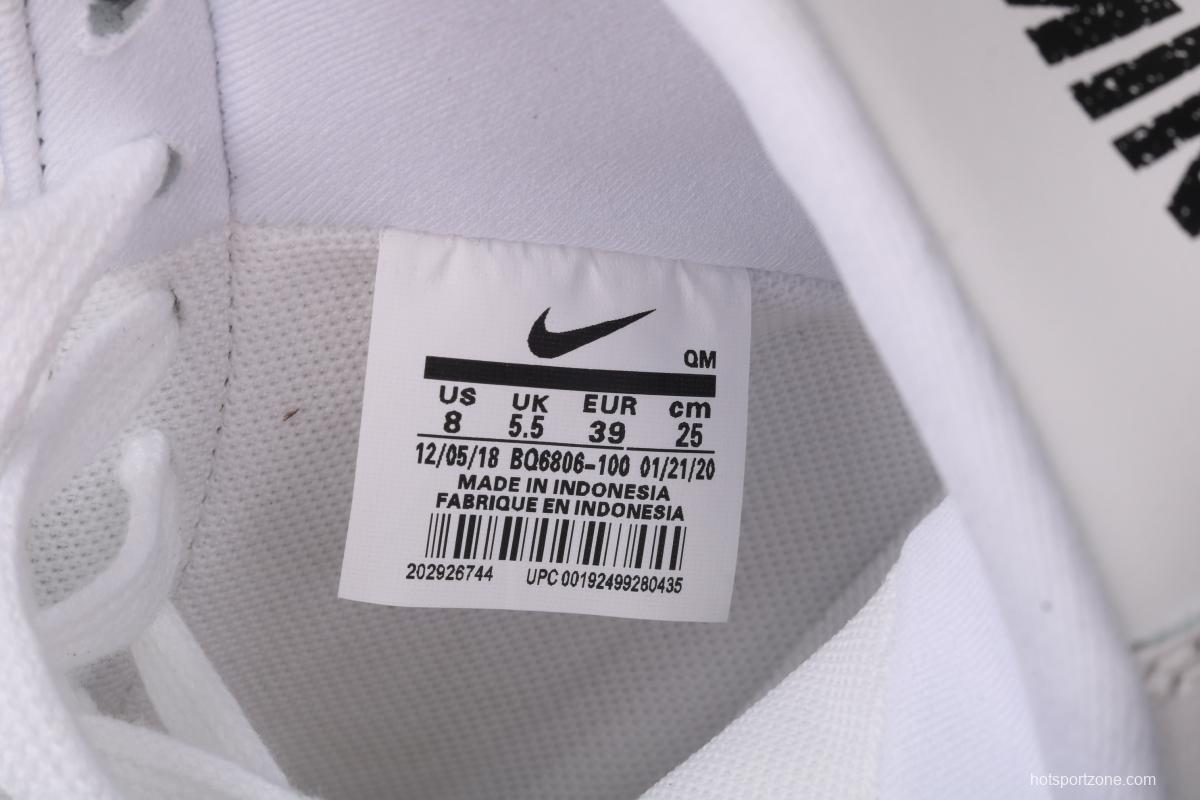 QM
US UK EUR cm
8 5.5 39 25
12/05/18 BQ6806-100 01/21/20
MADE IN INDONESIA
FABRIQUE EN INDONESIA
202926744 UPC 00192499280435
hotsportzone.com